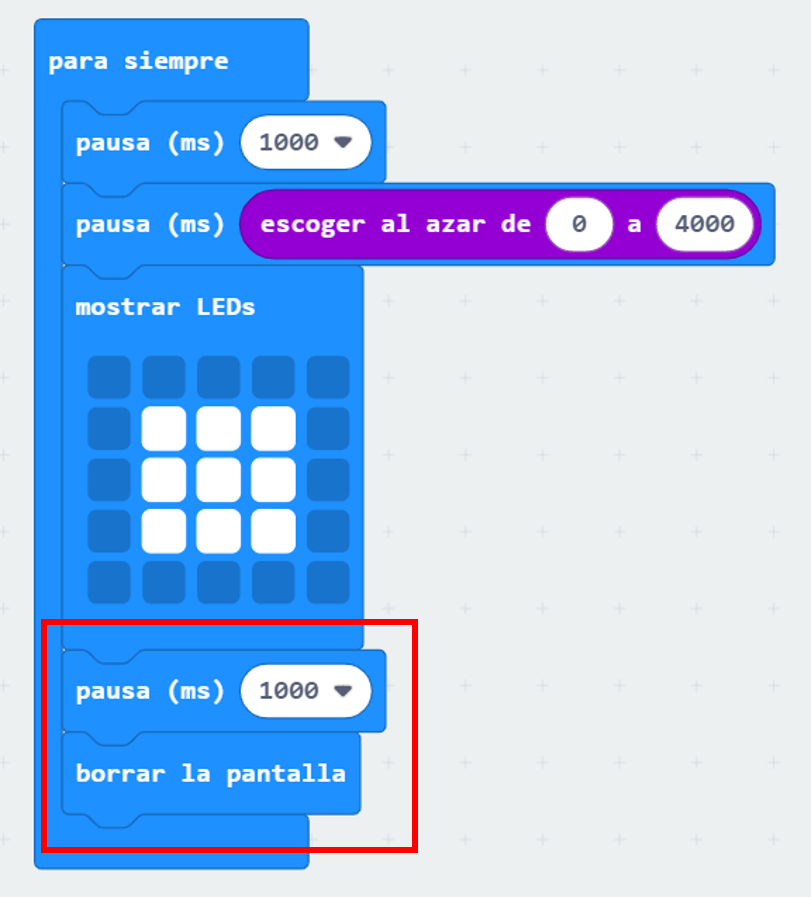 para siempre
pausa (ms) 1000
pausa (ms) escoger al azar de 0 a 4000
mostrar LEDs
pausa (ms) 1000
borrar la pantalla